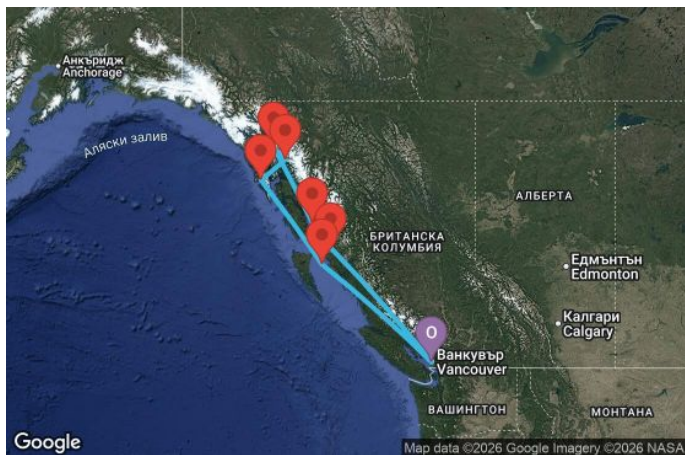 Анкъридж
Anchorage
Аляски залив
АЛБЕРТА
БРИТАНСКА
КОЛУМБИЯ
Едмънтън
Edmonton
Калгари
Calgary
O
Ванкувър
Vancouver
ВАШИНГТОН
МОНТАНА
Google
Map data ©2026 Google Imagery ©2026 NASA